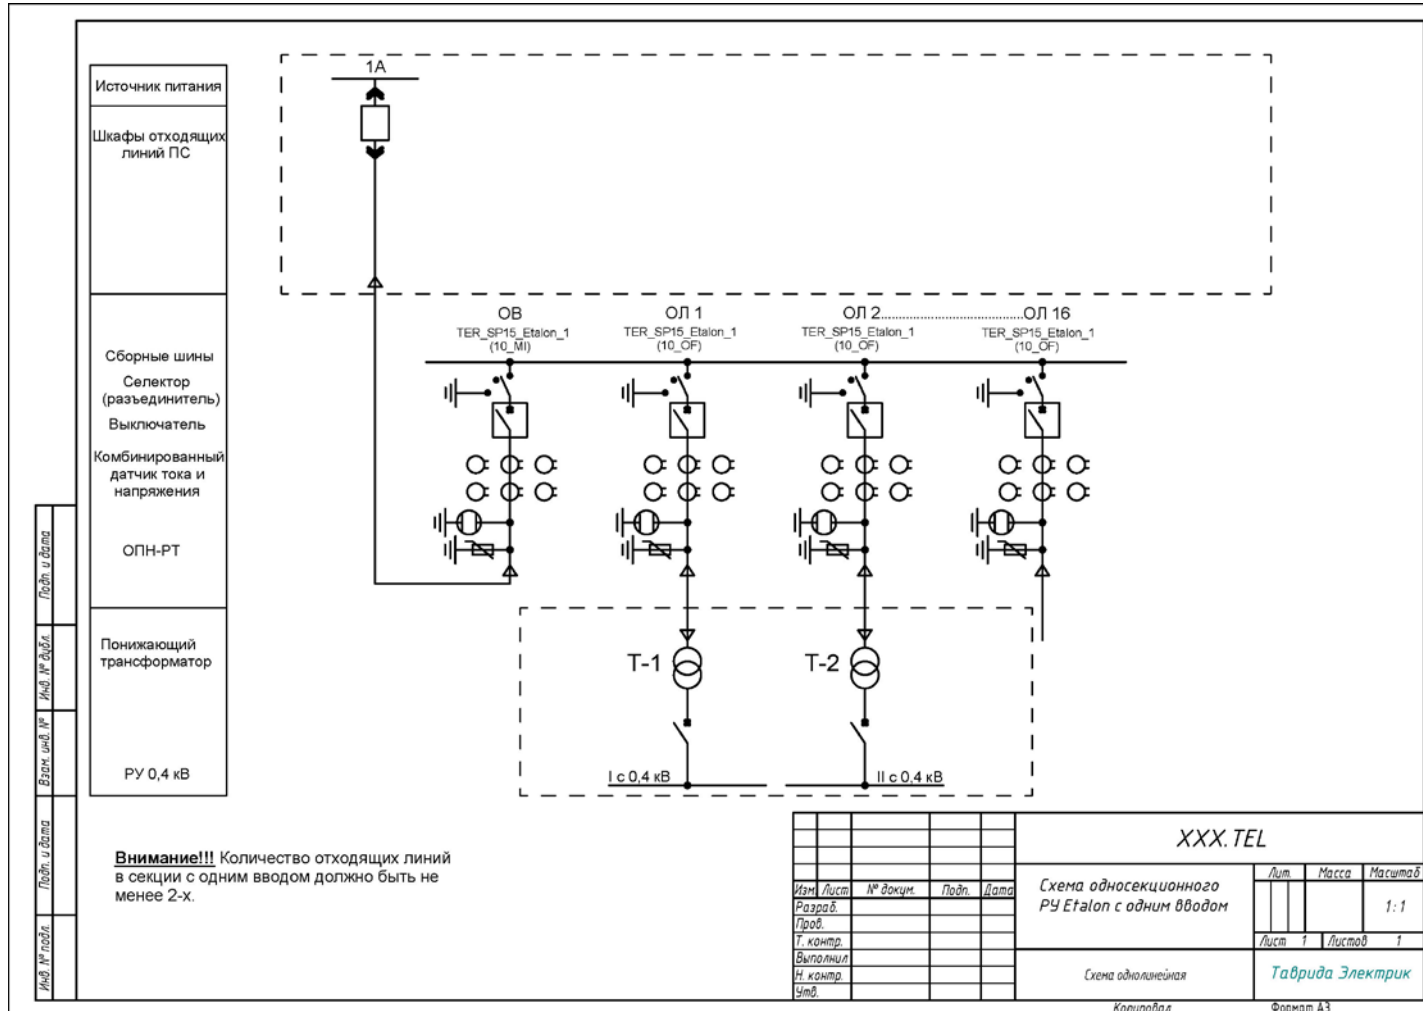 Источник питания
Шкафы отходящих
линий ПС
Сборные шины
Селектор
(разъединитель)
Выключатель
Комбинированный
датчик тока и
напряжения
ОПН-РТ
Понижающий
трансформатор
РУ 0,4 кВ
1А
ОВ
TER_SP15_Etalon_1
(10_MI)
ОЛ 1
TER_SP15_Etalon_1
(10_OF)
ОЛ 2..............................ОЛ 16
TER_SP15_Etalon_1
(10_OF)
TER_SP15_Etalon_1
(10_OF)
Т-1
Т-2
I с 0,4 кВ
II с 0,4 кВ
Внимание!!! Количество отходящих линий
в секции с одним вводом должно быть не
менее 2-х.
Подп. и дата
Инв. № дубл.
Взам. инв. №
Подп. и дата
Инв. № подл.
XXX.TEL
Изм. Лист № докум. Подп. Дата
Разраб.
Пров.
Т. контр.
Выполнил
Н. контр.
Утв.
Схема односекционного
РУ Etalon с одним вводом
Лит. Масса Масштаб
1:1
Лист 1 Листов 1
Схема однолинейная
Таврида Электрик
Копировал Формат А3